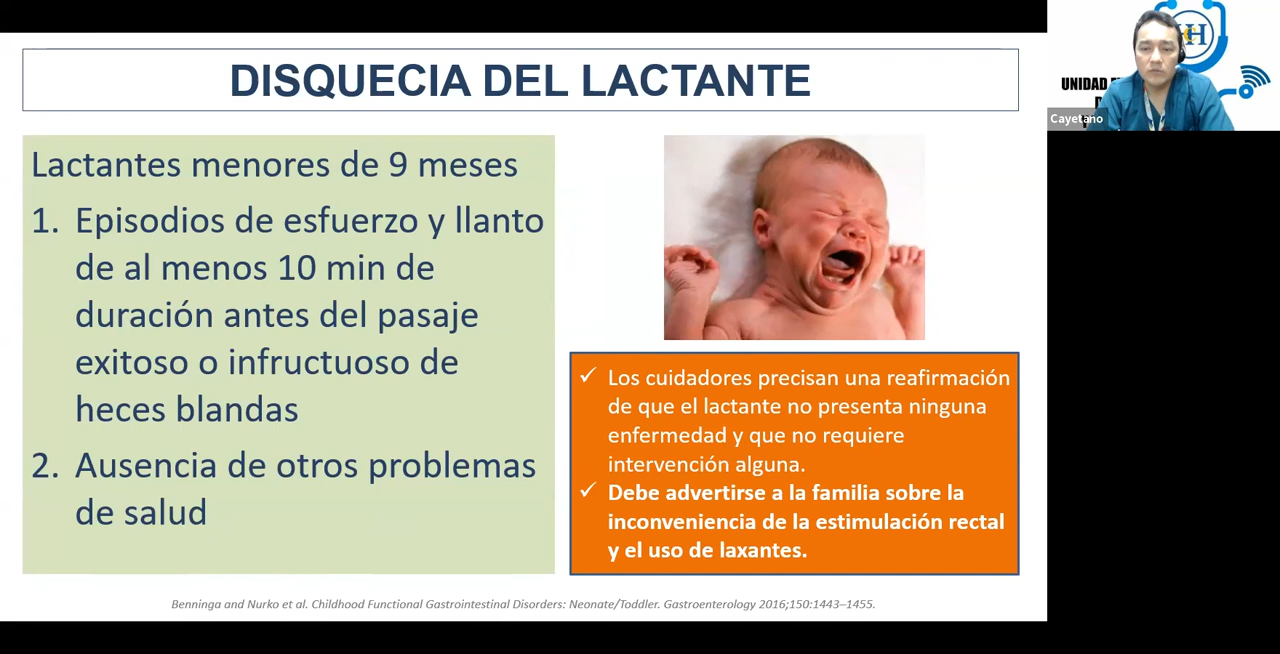 DISQUECIA DEL LACTANTE
Lactantes menores de 9 meses
1. Episodios de esfuerzo y llanto
de al menos 10 min de
duración antes del pasaje
exitoso o infructuoso de
heces blandas
2. Ausencia de otros problemas
de salud
✓ Los cuidadores precisan una reafirmación
de que el lactante no presenta ninguna
enfermedad y que no requiere
intervención alguna.
✓ Debe advertirse a la familia sobre la
inconveniencia de la estimulación rectal
y el uso de laxantes.
Benninga and Nurko et al. Childhood Functional Gastrointestinal Disorders: Neonate/Toddler. Gastroenterology 2016;150:1443–1455.
UNIDAD
Cayetano